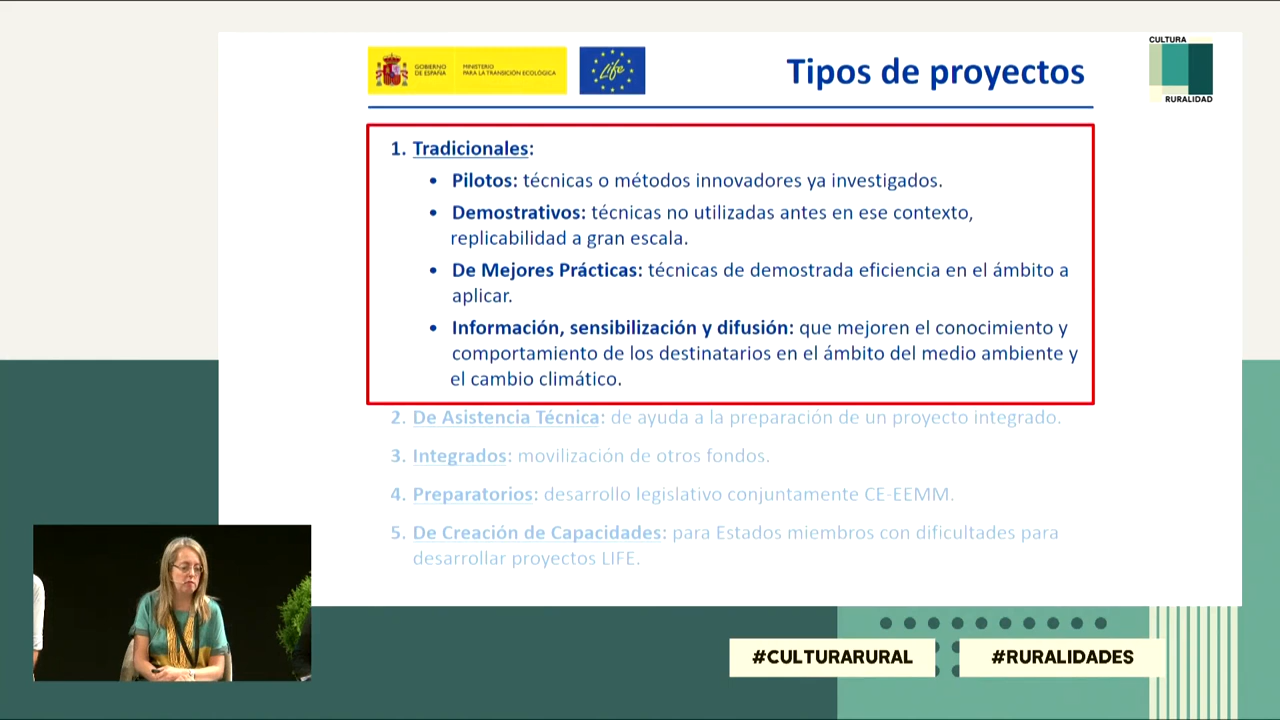 GOBIERNO
DE ESPAÑA
MINISTERIO
PARA LA TRANSICIÓN ECOLÓGICA
Life
Tipos de proyectos
CULTURA
RURALIDAD
1. Tradicionales:
• Pilotos: técnicas o métodos innovadores ya investigados.
• Demostrativos: técnicas no utilizadas antes en ese contexto,
replicabilidad a gran escala.
• De Mejores Prácticas: técnicas de demostrada eficiencia en el ámbito a
aplicar.
• Información, sensibilización y difusión: que mejoren el conocimiento y
comportamiento de los destinatarios en el ámbito del medio ambiente y
el cambio climático.
2. De Asistencia Técnica: de ayuda a la preparación de un proyecto integrado.
3. Integrados: movilización de otros fondos.
4. Preparatorios: desarrollo legislativo conjuntamente CE-EEMM.
5. De Creación de Capacidades: para Estados miembros con dificultades para
desarrollar proyectos LIFE.
#CULTURARURAL
#RURALIDADES